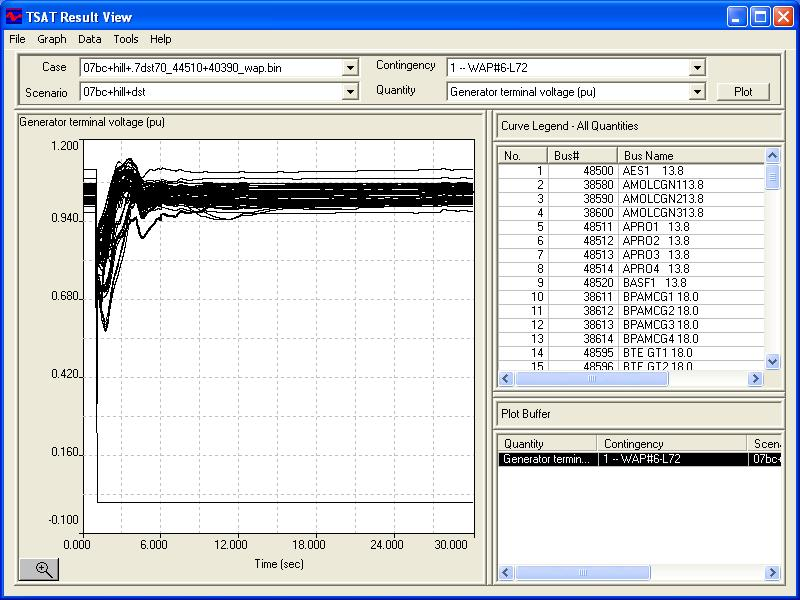 TSAT Result View
File Graph Data Tools Help
Case 07bc+hill+.7dst70_44510+40390_wap.bin Contingency 1 -- WAP#6-L72
Scenario 07bc+hill+dst Quantity Generator terminal voltage (pu) Plot
Generator terminal voltage (pu)
1.200
0.940
0.680
0.420
0.160
-0.100
0.000 6.000 12.000 18.000 24.000 30.000
Time (sec)
Curve Legend - All Quantities
No. Bus# Bus Name
1 48500 AES1 13.8
2 38580 AMOLCGN113.8
3 38590 AMOLCGN213.8
4 38600 AMOLCGN313.8
5 48511 APRO1 13.8
6 48512 APRO2 13.8
7 48513 APRO3 13.8
8 48514 APRO4 13.8
9 48520 BASF1 13.8
10 38611 BPAMCG1 18.0
11 38612 BPAMCG2 18.0
12 38613 BPAMCG3 18.0
13 38614 BPAMCG4 18.0
14 48595 BTE GT1 18.0
15 48596 BTE GT2 18.0
Plot Buffer
Quantity Contingency Scen
Generator termin... 1 -- WAP#6-L72 07bc+